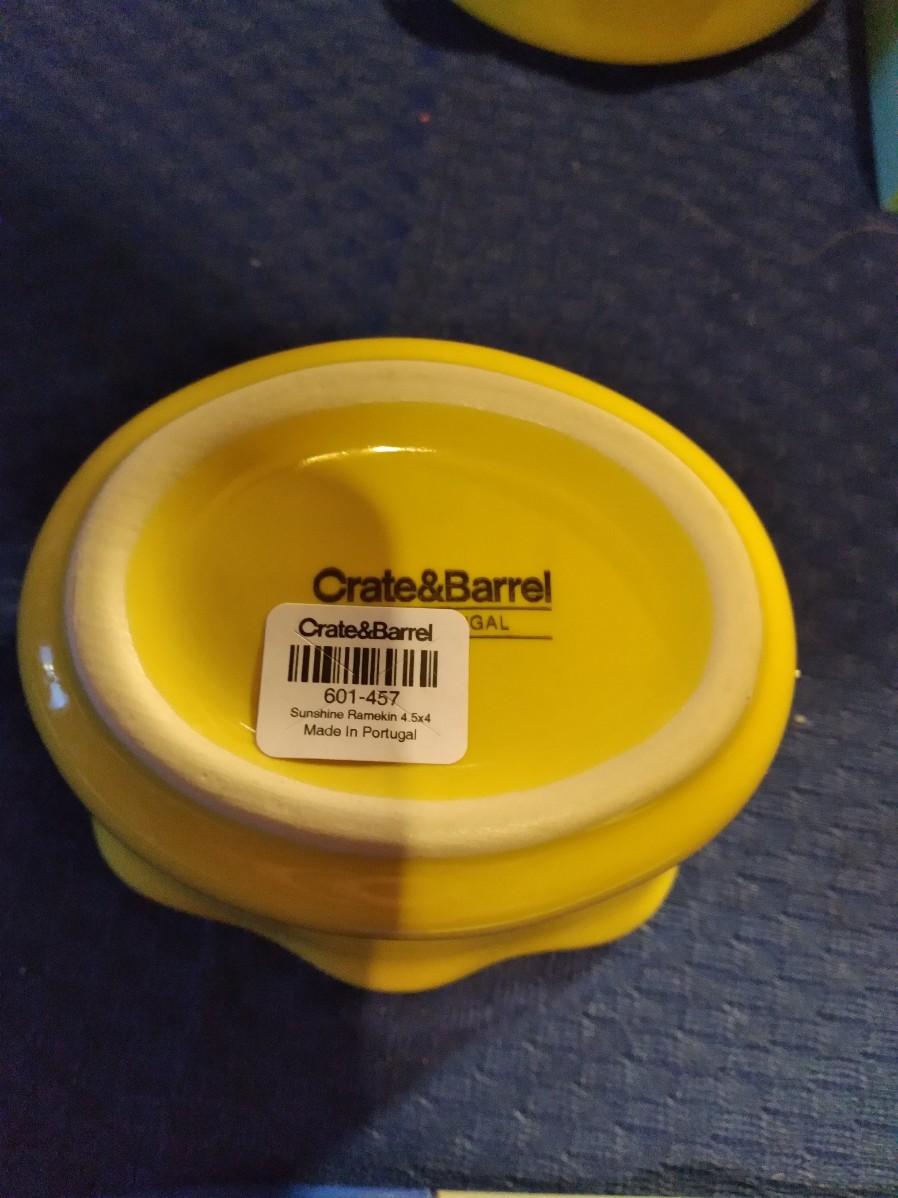 Crate&Barrel
GAL
Crate&Barrel
601-457
Sunshine Ramekin 4.5x4
Made In Portugal